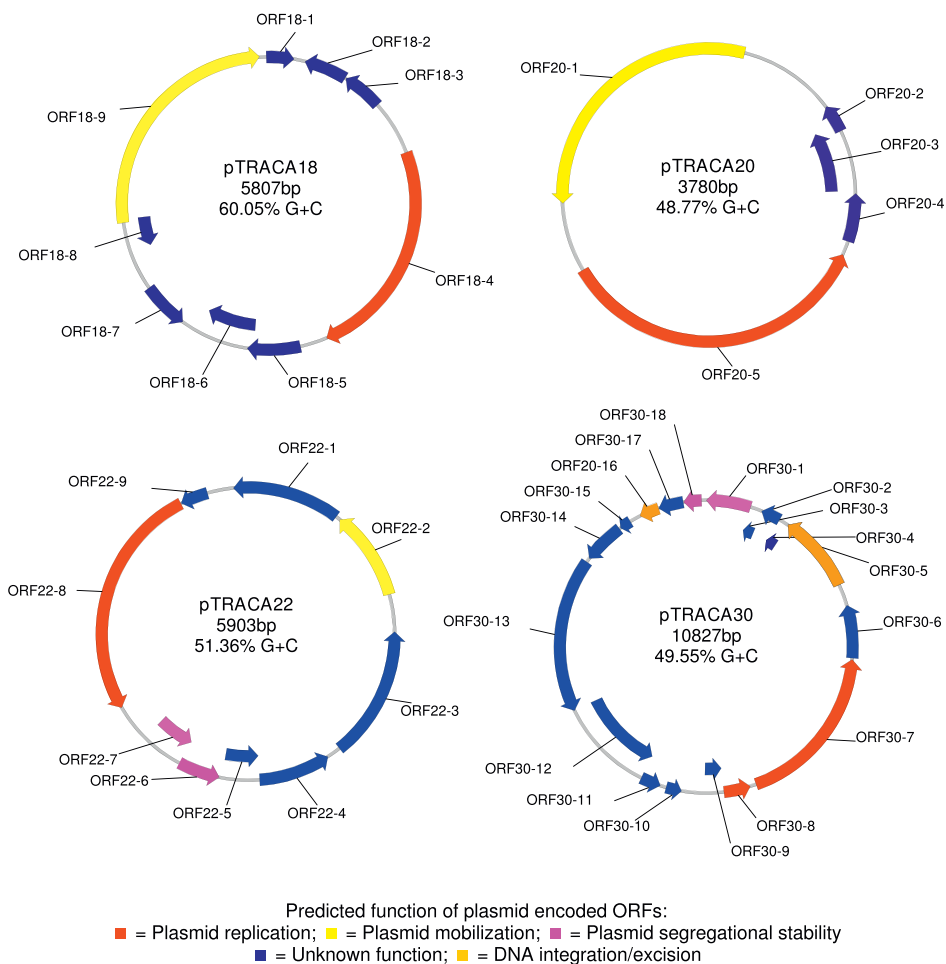 ORF18-1
ORF18-2
ORF18-3
ORF18-9
pTRACA18
5807bp
60.05% G+C
ORF18-8
ORF18-4
ORF18-7
ORF18-6
ORF18-5
ORF20-1
ORF20-2
ORF20-3
pTRACA20
3780bp
48.77% G+C
ORF20-4
ORF20-5
ORF22-1
ORF22-9
ORF22-2
ORF22-8
pTRACA22
5903bp
51.36% G+C
ORF22-3
ORF22-7
ORF22-6
ORF22-5
ORF22-4
ORF30-18
ORF30-17
ORF20-16
ORF30-1
ORF30-15
ORF30-2
ORF30-3
ORF30-14
ORF30-4
ORF30-5
ORF30-13
pTRACA30
10827bp
49.55% G+C
ORF30-6
ORF30-7
ORF30-12
ORF30-11
ORF30-10
ORF30-8
ORF30-9
Predicted function of plasmid encoded ORFs:
= Plasmid replication; = Plasmid mobilization; = Plasmid segregational stability
= Unknown function; = DNA integration/excision